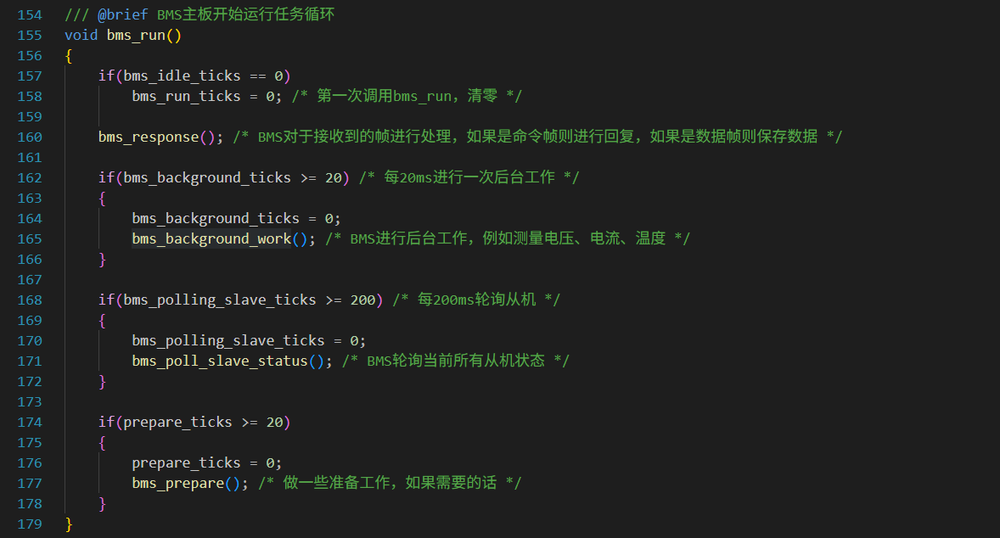 154 /// @brief BMS主板开始运行任务循环
155 void bms_run()
156 {
157     if(bms_idle_ticks == 0)
158         bms_run_ticks = 0; /* 第一次调用bms_run，清零 */
159
160     bms_response(); /* BMS对于接收到的帧进行处理，如果是命令帧则进行回复，如果是数据帧则保存数据 */
161
162     if(bms_background_ticks >= 20) /* 每20ms进行一次后台工作 */
163     {
164         bms_background_ticks = 0;
165         bms_background_work(); /* BMS进行后台工作，例如测量电压、电流、温度 */
166     }
167
168     if(bms_polling_slave_ticks >= 200) /* 每200ms轮询从机 */
169     {
170         bms_polling_slave_ticks = 0;
171         bms_poll_slave_status(); /* BMS轮询当前所有从机状态 */
172     }
173
174     if(prepare_ticks >= 20)
175     {
176         prepare_ticks = 0;
177         bms_prepare(); /* 做一些准备工作，如果需要的话 */
178     }
179 }